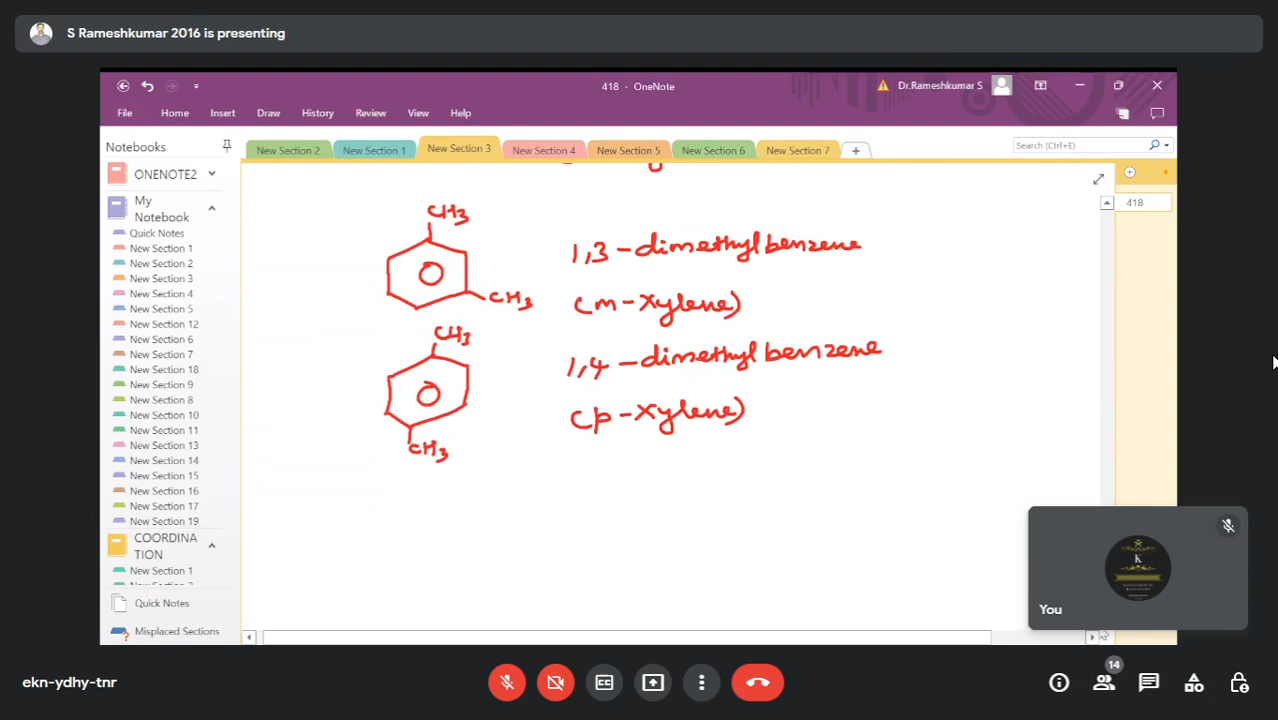 S Rameshkumar 2016 is presenting
418 - OneNote
Dr.Rameshkumar S
File Home Insert Draw History Review View Help
Notebooks
New Section 2 New Section 1 New Section 3 New Section 4 New Section 5 New Section 6 New Section 7 +
Search (Ctrl+E)
ONENOTE2
My
Notebook
Quick Notes
New Section 1
New Section 2
New Section 3
New Section 4
New Section 5
New Section 12
New Section 6
New Section 7
New Section 18
New Section 9
New Section 8
New Section 10
New Section 11
New Section 13
New Section 14
New Section 15
New Section 16
New Section 17
New Section 19
COORDINA
TION
New Section 1
Quick Notes
Misplaced Sections
418
CH3
CH3
1,3 - dimethylbenzene
(m - Xylene)
CH3
CH3
1,4 - dimethylbenzene
(p - Xylene)
K
You
ekn-ydhy-tnr
14